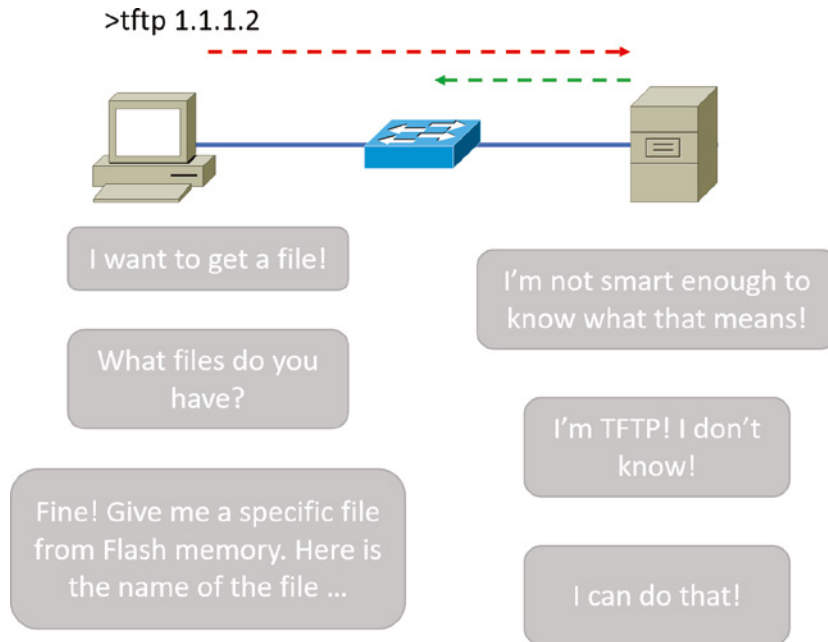 >tftp 1.1.1.2
I want to get a file!
I’m not smart enough to
know what that means!
What files do you
have?
I’m TFTP! I don’t
know!
Fine! Give me a specific file
from Flash memory. Here is
the name of the file ...
I can do that!